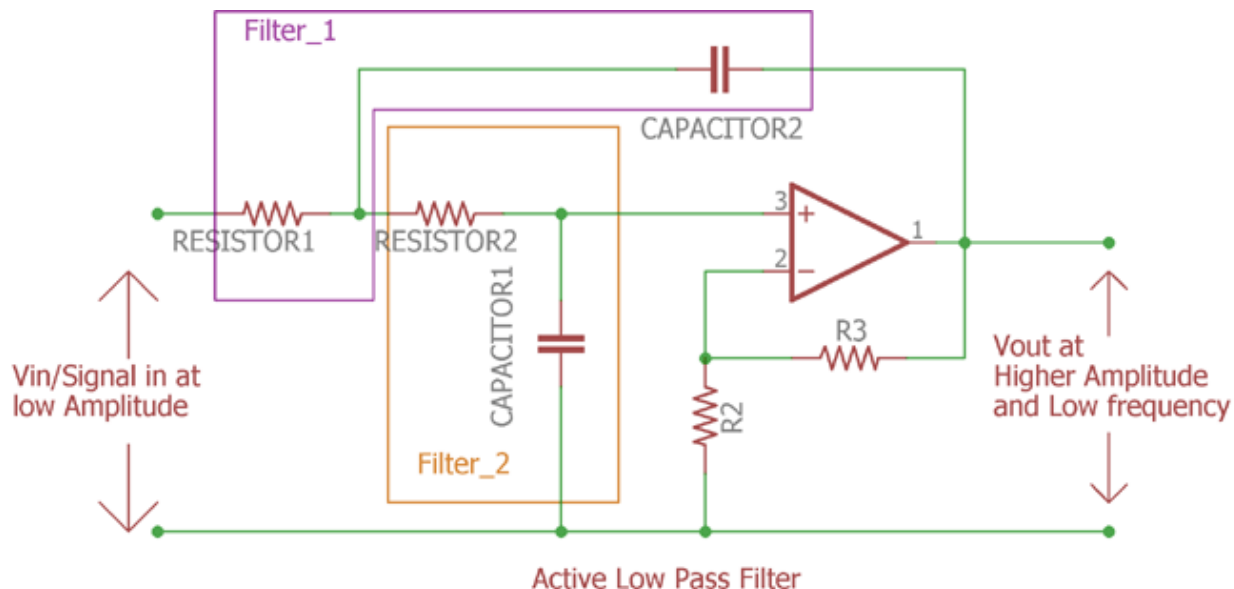 Filter_1
CAPACITOR2
RESISTOR1
RESISTOR2
3
+
1
2
−
CAPACITOR1
R3
R2
Vin/Signal in at
low Amplitude
Vout at
Higher Amplitude
and Low frequency
Filter_2
Active Low Pass Filter